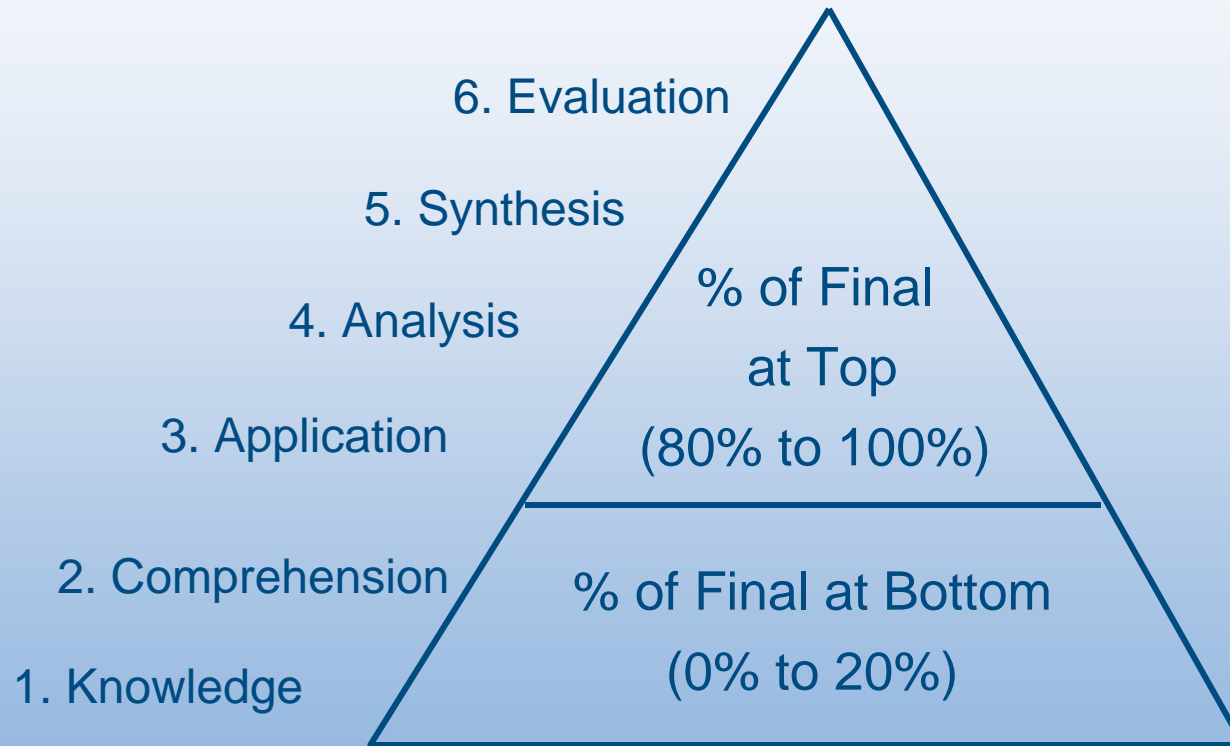 6. Evaluation
5. Synthesis
4. Analysis
3. Application
2. Comprehension
1. Knowledge
% of Final
at Top
(80% to 100%)
% of Final at Bottom
(0% to 20%)